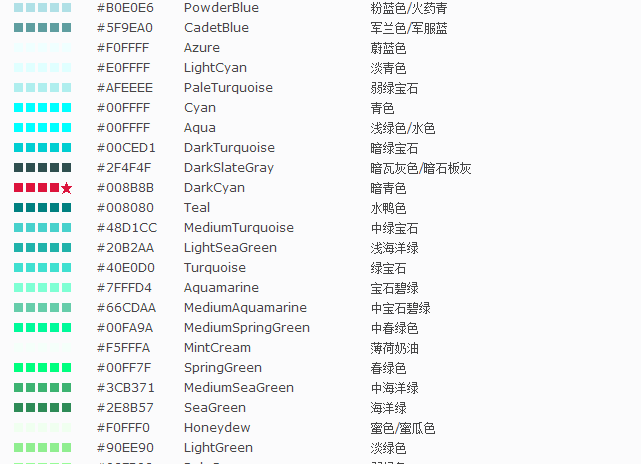 #B0E0E6 PowderBlue 粉蓝色/火药青
#5F9EA0 CadetBlue 军兰色/军服蓝
#F0FFFF Azure 蔚蓝色
#E0FFFF LightCyan 淡青色
#AFEEEE PaleTurquoise 弱绿宝石
#00FFFF Cyan 青色
#00FFFF Aqua 浅绿色/水色
#00CED1 DarkTurquoise 暗绿宝石
#2F4F4F DarkSlateGray 暗瓦灰色/暗石板灰
#008B8B DarkCyan 暗青色
#008080 Teal 水鸭色
#48D1CC MediumTurquoise 中绿宝石
#20B2AA LightSeaGreen 浅海洋绿
#40E0D0 Turquoise 绿宝石
#7FFFD4 Aquamarine 宝石碧绿
#66CDAA MediumAquamarine 中宝石碧绿
#00FA9A MediumSpringGreen 中春绿色
#F5FFFA MintCream 薄荷奶油
#00FF7F SpringGreen 春绿色
#3CB371 MediumSeaGreen 中海洋绿
#2E8B57 SeaGreen 海洋绿
#F0FFF0 Honeydew 蜜色/蜜瓜色
#90EE90 LightGreen 淡绿色